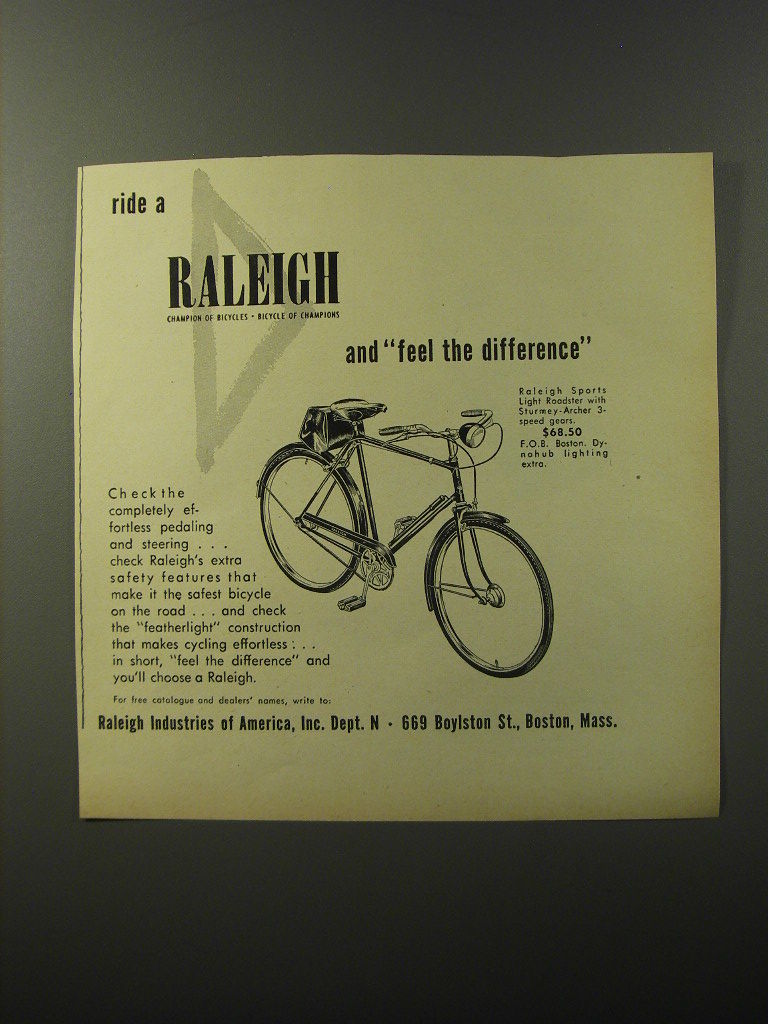 ride a
RALEIGH
CHAMPION OF BICYCLES • BICYCLE OF CHAMPIONS
and "feel the difference"
Raleigh Sports
Light Roadster with
Sturmey-Archer 3-
speed gears.
$68.50
F.O.B. Boston. Dy-
nohub lighting
extra.
Check the
completely ef-
fortless pedaling
and steering . . .
check Raleigh's extra
safety features that
make it the safest bicycle
on the road . . . and check
the "featherlight" construction
that makes cycling effortless . . .
in short, "feel the difference" and
you'll choose a Raleigh.
For free catalogue and dealers' names, write to:
Raleigh Industries of America, Inc. Dept. N • 669 Boylston St., Boston, Mass.